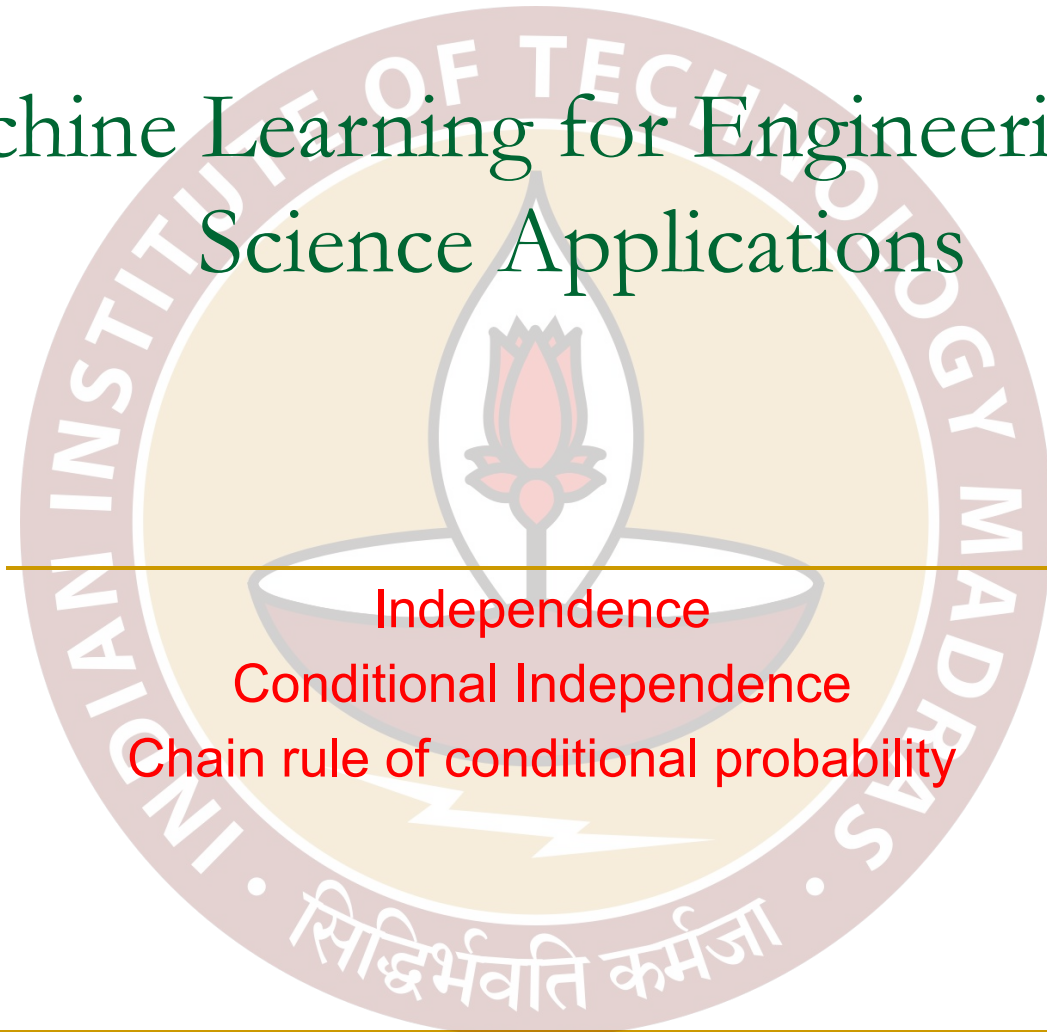 chine Learning for Engineeri
Science Applications
Independence
Conditional Independence
Chain rule of conditional probability
INDIAN INSTITUTE OF TECHNOLOGY MADRAS
सिद्धिर्भवति कर्मजा